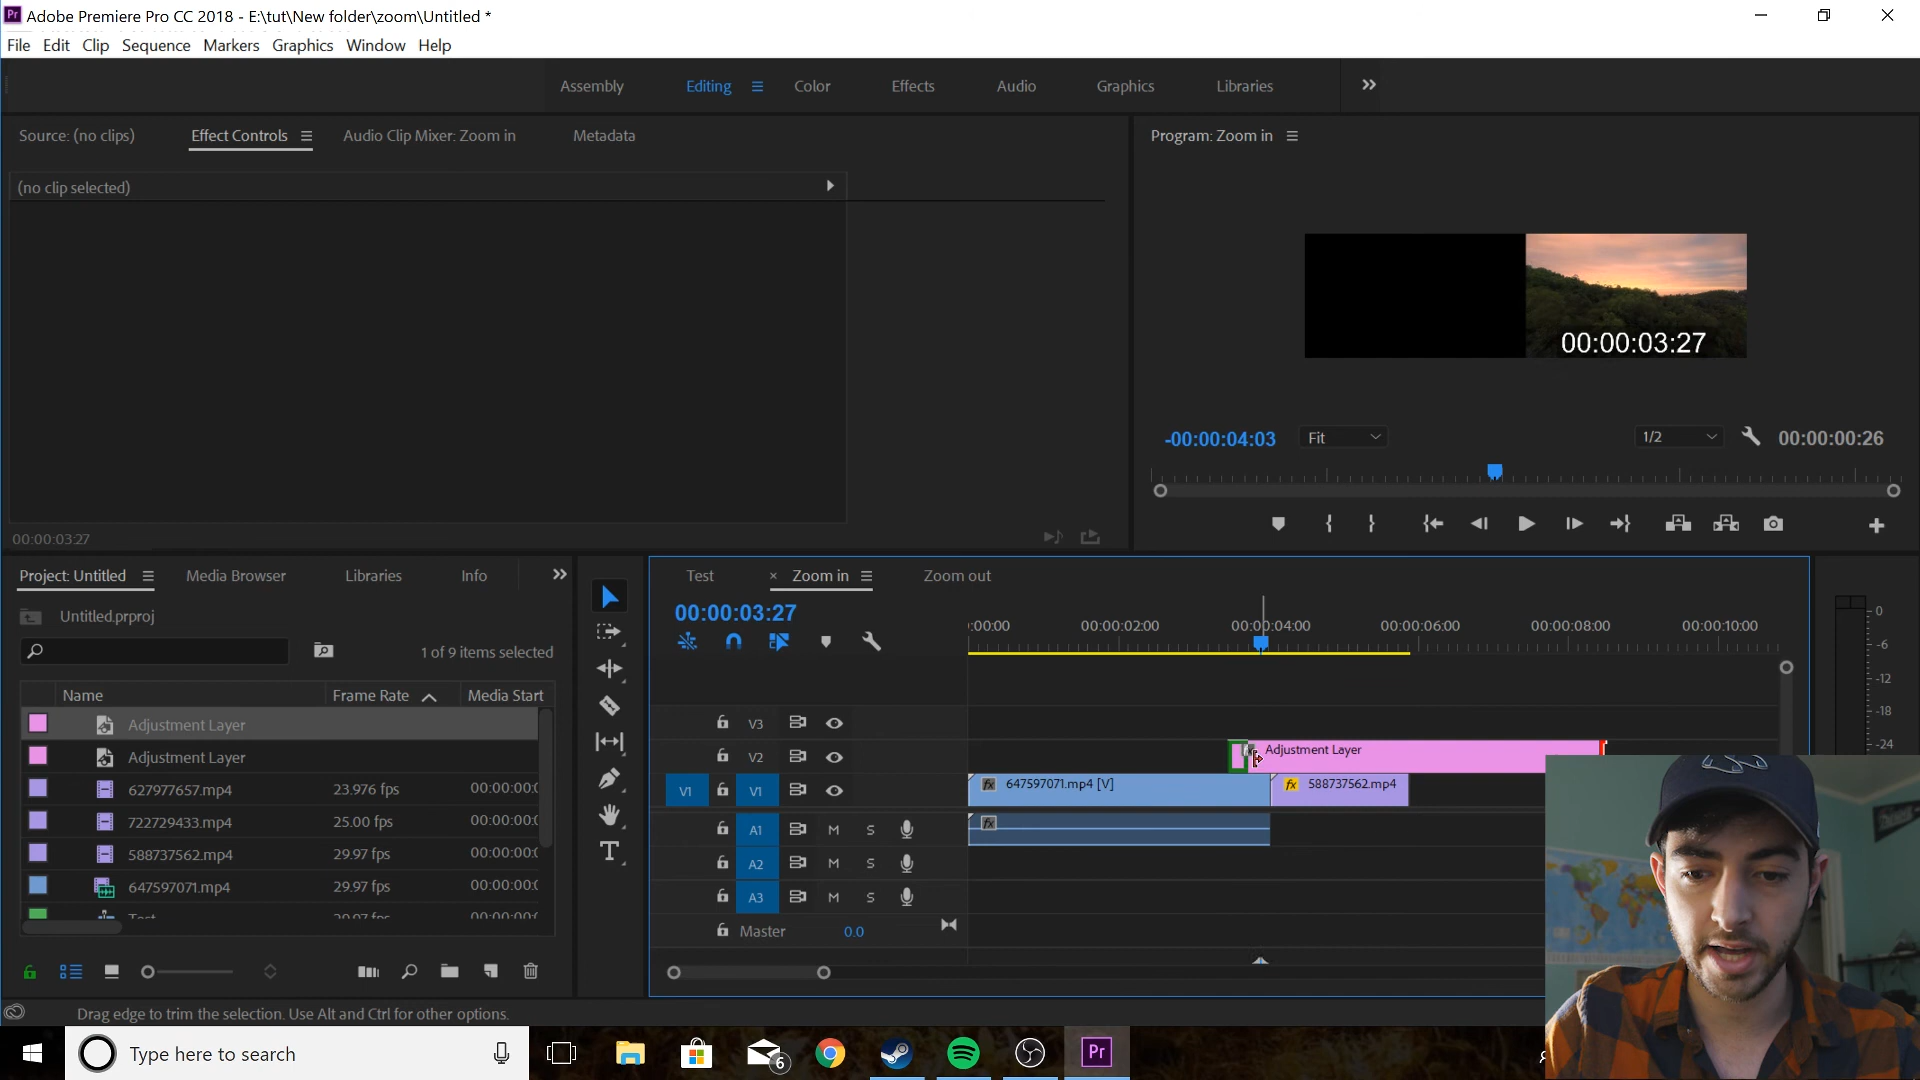 Pr Adobe Premiere Pro CC 2018 - E:\tut\New folder\zoom\Untitled *
File Edit Clip Sequence Markers Graphics Window Help
Assembly Editing Color Effects Audio Graphics Libraries
Source: (no clips) Effect Controls Audio Clip Mixer: Zoom in Metadata
Program: Zoom in
(no clip selected)
00:00:03:27
-00:00:04:03 Fit 1/2 00:00:00:26
00:00:03:27
Project: Untitled Media Browser Libraries Info
Untitled.prproj
1 of 9 items selected
Name Frame Rate Media Start
Adjustment Layer
Adjustment Layer
627977657.mp4 23.976 fps 00:00:00:
722729433.mp4 25.00 fps 00:00:00:
588737562.mp4 29.97 fps 00:00:00:
647597071.mp4 29.97 fps 00:00:00:
Test 29.97 fps 00:00:00:
Test × Zoom in Zoom out
00:00:03:27
:00:00 00:00:02:00 00:00:04:00 00:00:06:00 00:00:08:00 00:00:10:00
V3
V2 Adjustment Layer
V1 V1 fx 647597071.mp4 [V] fx 588737562.mp4
A1 M S fx
A2 M S
A3 M S
Master 0.0
0
-6
-12
-18
-24
Drag edge to trim the selection. Use Alt and Ctrl for other options.
Type here to search 6 Pr